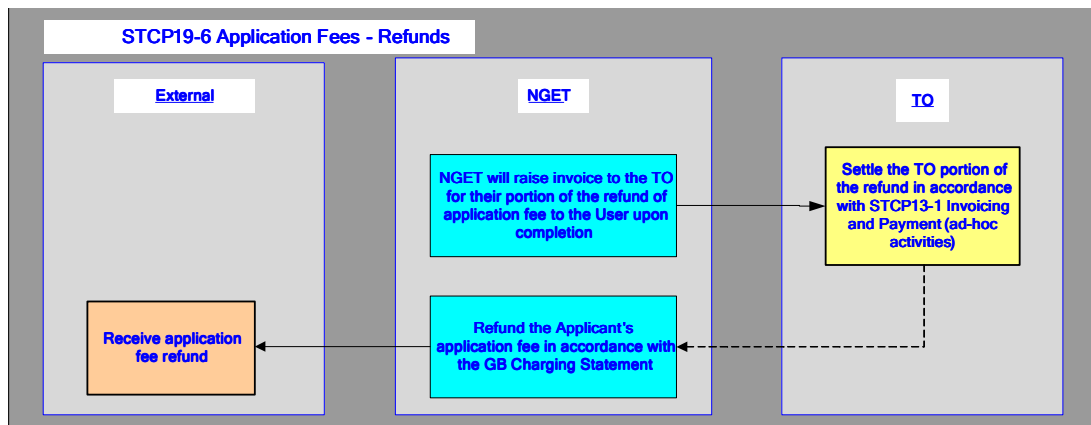 STCP19-6 Application Fees - Refunds
External
NGET
TO
NGET will raise invoice to the TO
for their portion of the refund of
application fee to the User upon
completion
Settle the TO portion of
the refund in accordance
with STCP13-1 Invoicing
and Payment (ad-hoc
activities)
Receive application
fee refund
Refund the Applicant's
application fee in accordance with
the GB Charging Statement